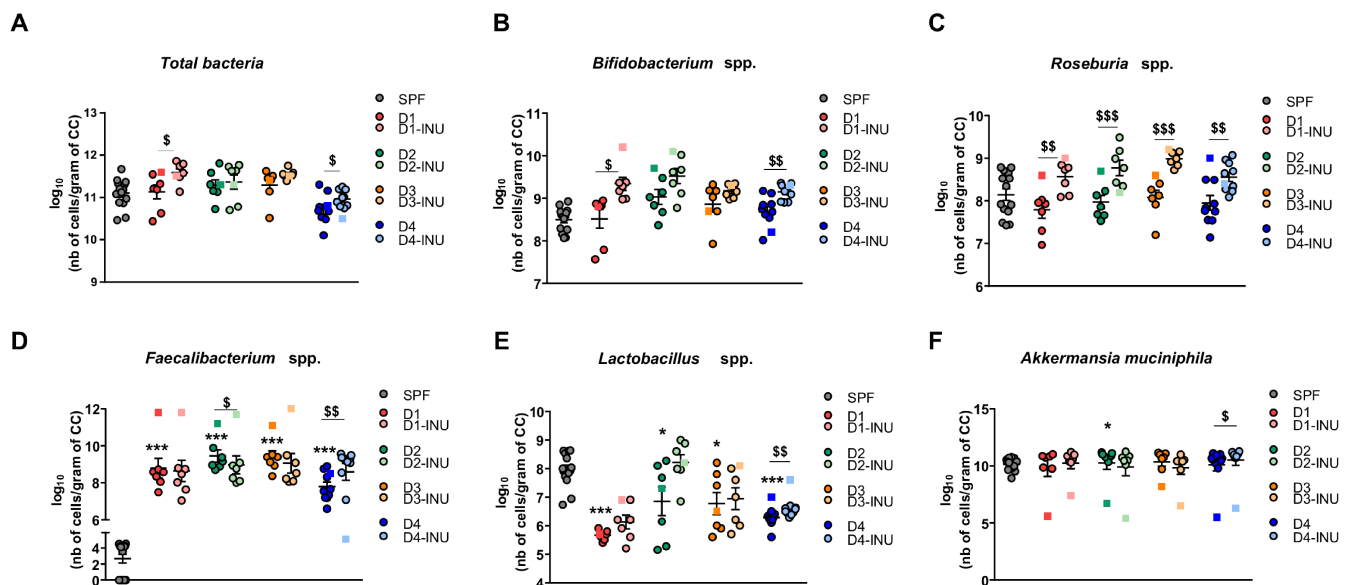 A
Total bacteria
log10
(nb of cells/gram of CC)
13
12
11
10
9
$
$
SPF
D1
D1-INU
D2
D2-INU
D3
D3-INU
D4
D4-INU
B
Bifidobacterium spp.
log10
(nb of cells/gram of CC)
11
10
9
8
7
$
$$
SPF
D1
D1-INU
D2
D2-INU
D3
D3-INU
D4
D4-INU
C
Roseburia spp.
log10
(nb of cells/gram of CC)
10
9
8
7
6
$$
$$$
$$$
$$
SPF
D1
D1-INU
D2
D2-INU
D3
D3-INU
D4
D4-INU
D
Faecalibacterium spp.
log10
(nb of cells/gram of CC)
12
10
8
6
4
2
0
***
$
***
***
$$
***
SPF
D1
D1-INU
D2
D2-INU
D3
D3-INU
D4
D4-INU
E
Lactobacillus spp.
log10
(nb of cells/gram of CC)
10
9
8
7
6
5
4
***
*
*
$$
***
SPF
D1
D1-INU
D2
D2-INU
D3
D3-INU
D4
D4-INU
F
Akkermansia muciniphila
log10
(nb of cells/gram of CC)
15
10
5
0
*
$
SPF
D1
D1-INU
D2
D2-INU
D3
D3-INU
D4
D4-INU